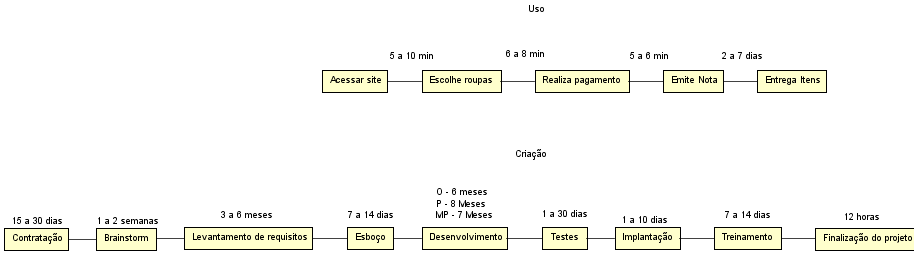 Uso
5 a 10 min
6 a 8 min
5 a 6 min
2 a 7 dias
Acessar site
Escolhe roupas
Realiza pagamento
Emite Nota
Entrega Itens
Criação
O - 6 meses
P - 8 Meses
MP - 7 Meses
15 a 30 dias
1 a 2 semanas
3 a 6 meses
7 a 14 dias
1 a 30 dias
1 a 10 dias
7 a 14 dias
12 horas
Contratação
Brainstorm
Levantamento de requisitos
Esboço
Desenvolvimento
Testes
Implantação
Treinamento
Finalização do projeto